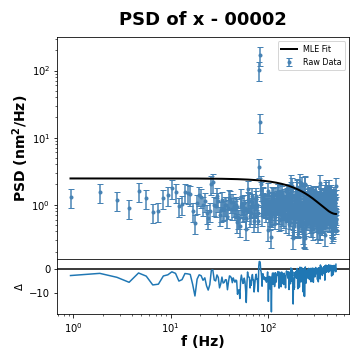 PSD of x - 00002
PSD (nm²/Hz)
10²
10¹
10⁰
MLE Fit
Raw Data
Δ
0
−10
10⁰
10¹
10²
f (Hz)